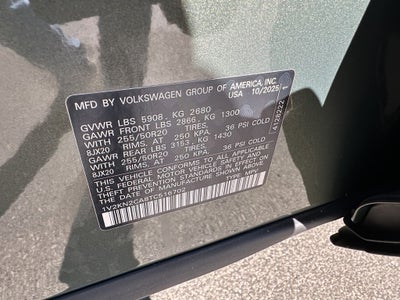 MFD. BY VOLKSWAGEN GROUP OF AMERICA, INC.
USA 10/2025
GVWR LBS 5908, KG 2680
GAWR FRONT LBS 2866, KG 1300
WITH 255/50R20 TIRES,
8JX20 RIMS, AT 250 KPA, 36 PSI COLD
GAWR REAR LBS 3153, KG 1430
WITH 255/50R20 TIRES,
8JX20 RIMS, AT 250 KPA, 36 PSI COLD
THIS VEHICLE CONFORMS TO ALL APPLICABLE
U.S. FEDERAL MOTOR VEHICLE SAFETY AND
THEFT PREVENTION STANDARDS IN EFFECT
ON THE DATE OF MANUFACTURE SHOWN ABOVE.
TYPE: MPV